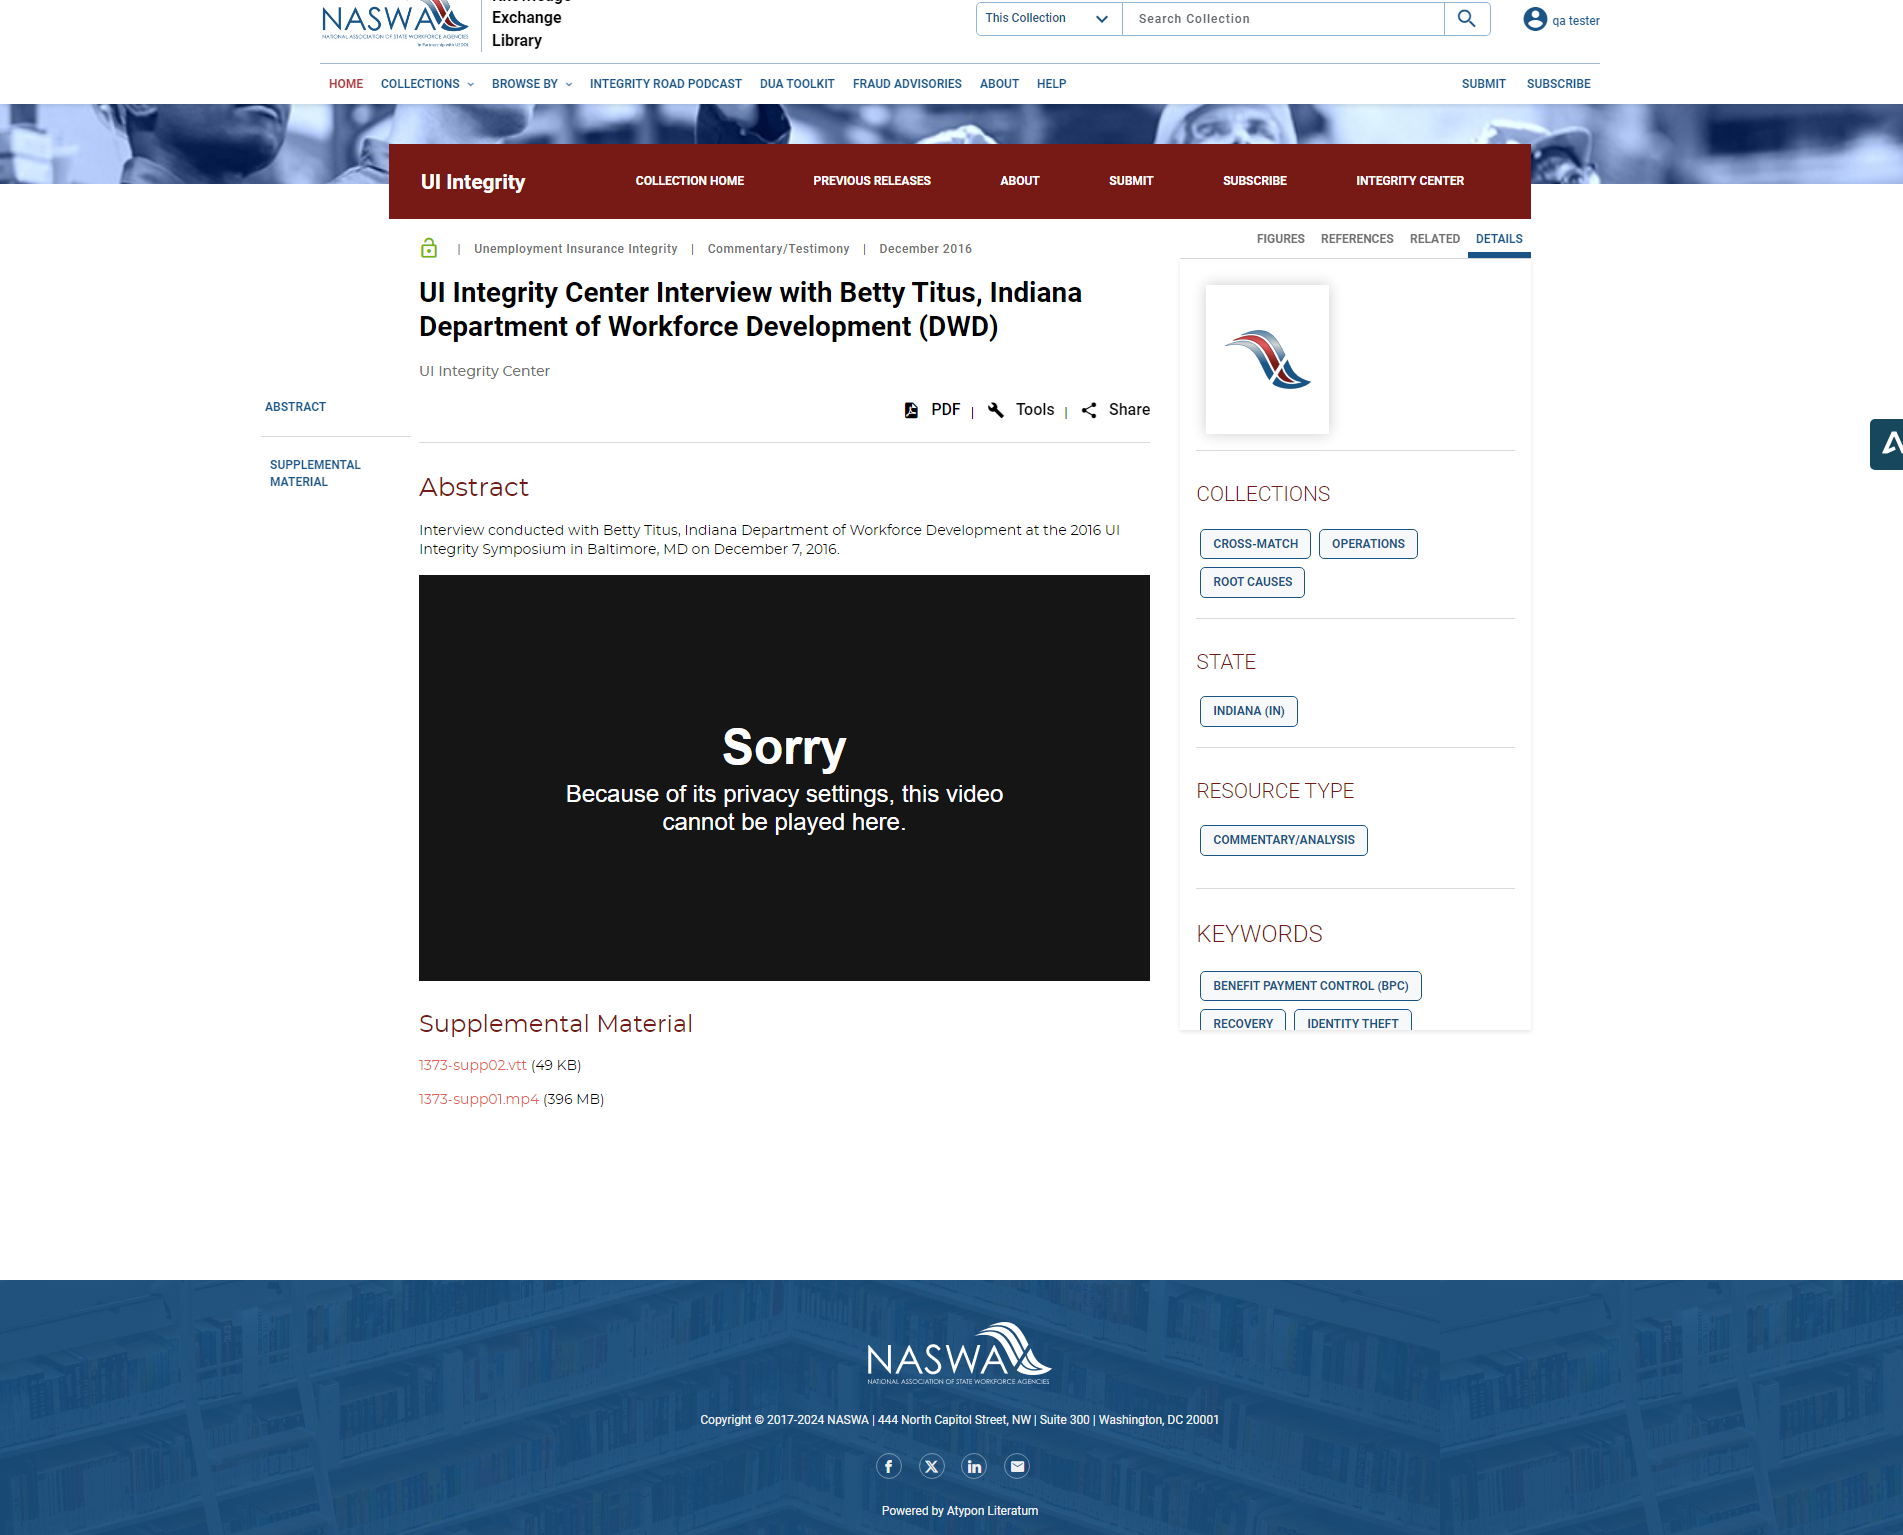 NASWA
NATIONAL ASSOCIATION OF STATE WORKFORCE AGENCIES
Exchange
Library
This Collection
Search Collection
qa tester
HOME
COLLECTIONS
BROWSE BY
INTEGRITY ROAD PODCAST
DUA TOOLKIT
FRAUD ADVISORIES
ABOUT
HELP
SUBMIT
SUBSCRIBE
UI Integrity
COLLECTION HOME
PREVIOUS RELEASES
ABOUT
SUBMIT
SUBSCRIBE
INTEGRITY CENTER
| Unemployment Insurance Integrity | Commentary/Testimony | December 2016
UI Integrity Center Interview with Betty Titus, Indiana
Department of Workforce Development (DWD)
UI Integrity Center
ABSTRACT
SUPPLEMENTAL
MATERIAL
PDF | Tools | Share
Abstract
Interview conducted with Betty Titus, Indiana Department of Workforce Development at the 2016 UI
Integrity Symposium in Baltimore, MD on December 7, 2016.
Sorry
Because of its privacy settings, this video
cannot be played here.
Supplemental Material
1373-supp02.vtt (49 KB)
1373-supp01.mp4 (396 MB)
FIGURES
REFERENCES
RELATED
DETAILS
COLLECTIONS
CROSS-MATCH
OPERATIONS
ROOT CAUSES
STATE
INDIANA (IN)
RESOURCE TYPE
COMMENTARY/ANALYSIS
KEYWORDS
BENEFIT PAYMENT CONTROL (BPC)
RECOVERY
IDENTITY THEFT
NASWA
NATIONAL ASSOCIATION OF STATE WORKFORCE AGENCIES
Copyright © 2017-2024 NASWA | 444 North Capitol Street, NW | Suite 300 | Washington, DC 20001
Powered by Atypon Literatum